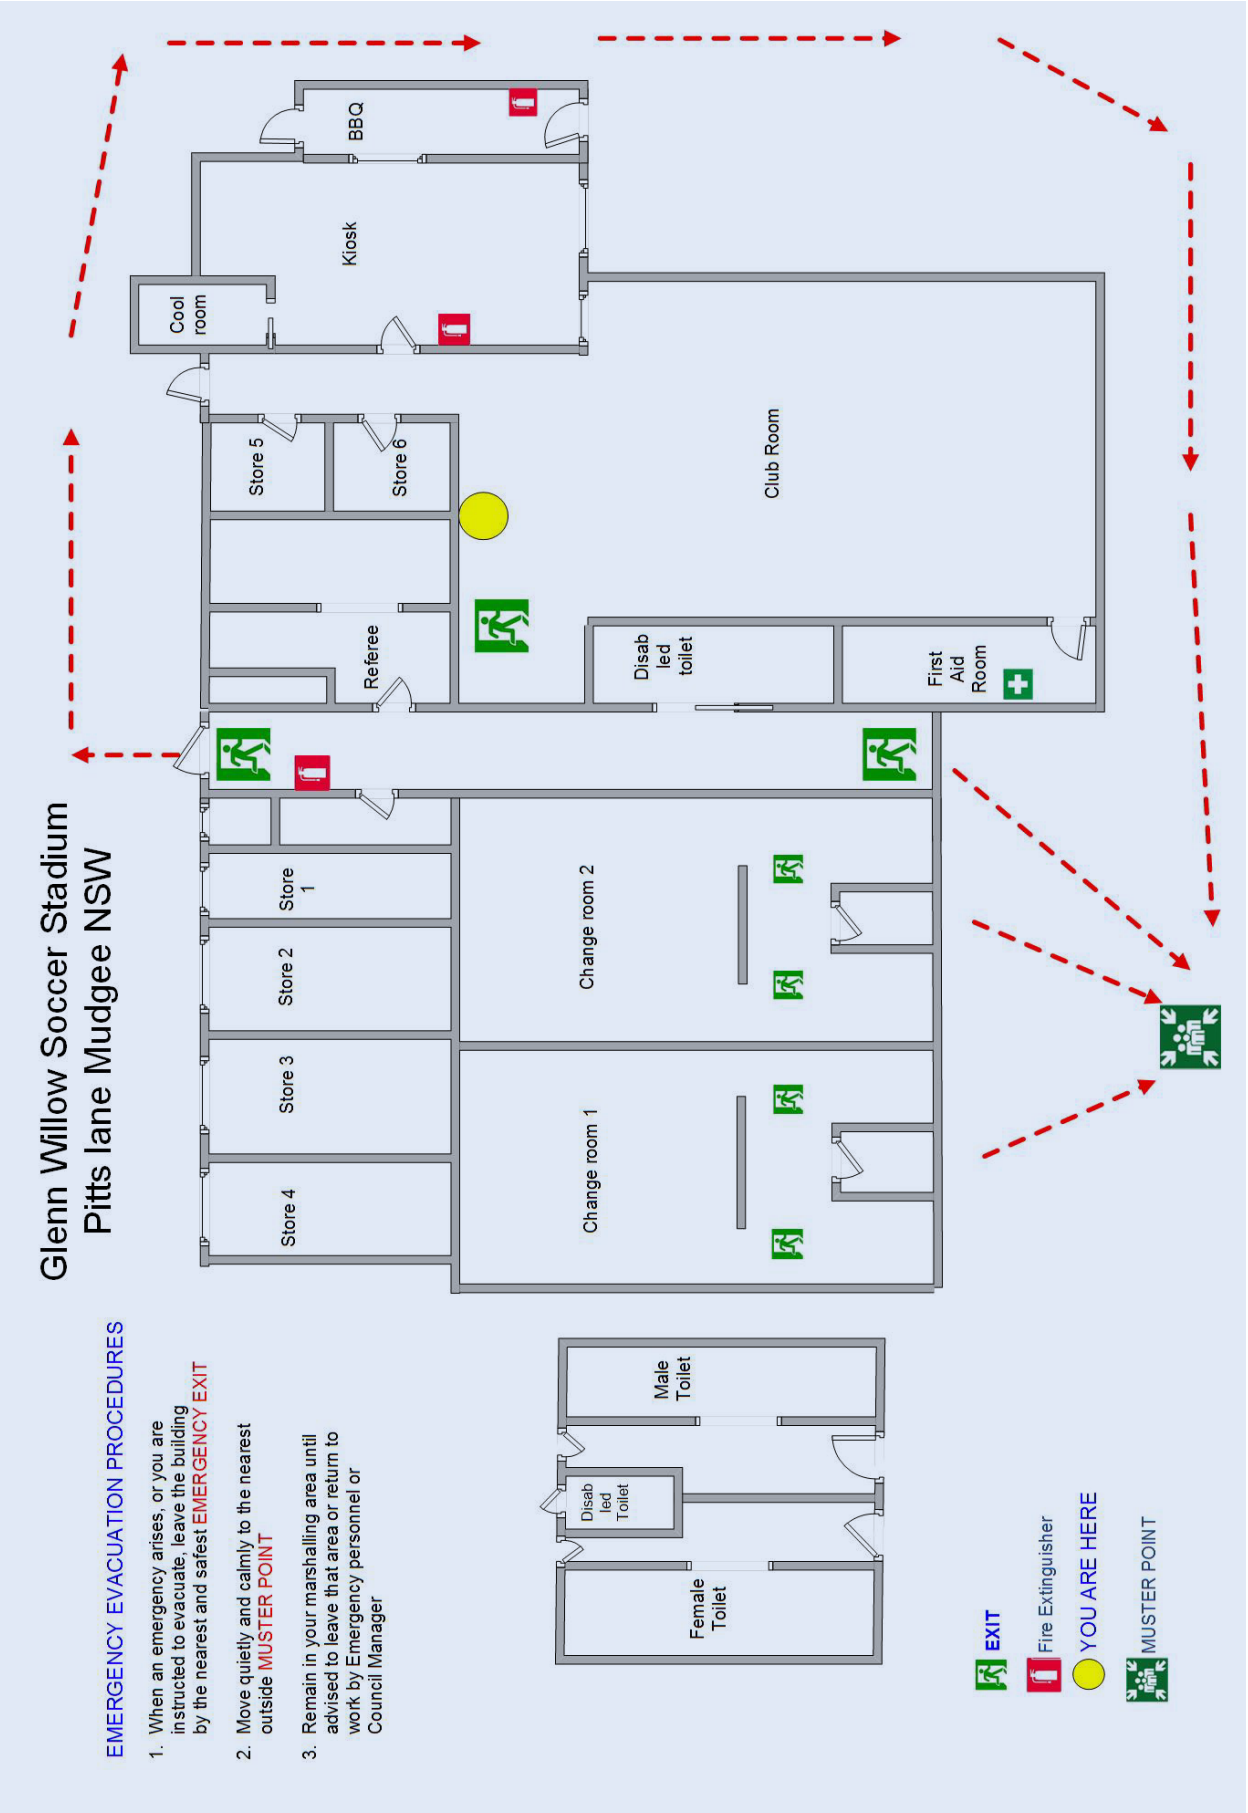 Glenn Willow Soccer Stadium
Pitts lane Mudgee NSW
EMERGENCY EVACUATION PROCEDURES
1. When an emergency arises, or you are
instructed to evacuate, leave the building
by the nearest and safest EMERGENCY EXIT
2. Move quietly and calmly to the nearest
outside MUSTER POINT
3. Remain in your marshalling area until
advised to leave that area or return to
work by Emergency personnel or
Council Manager
Store 4
Store 3
Store 2
Store
1
Referee
Store 5
Store 6
Cool
room
Kiosk
BBQ
Change room 1
Change room 2
Disab
led
toilet
Club Room
First
Aid
Room
Female
Toilet
Disab
led
Toilet
Male
Toilet
EXIT
Fire Extinguisher
YOU ARE HERE
MUSTER POINT